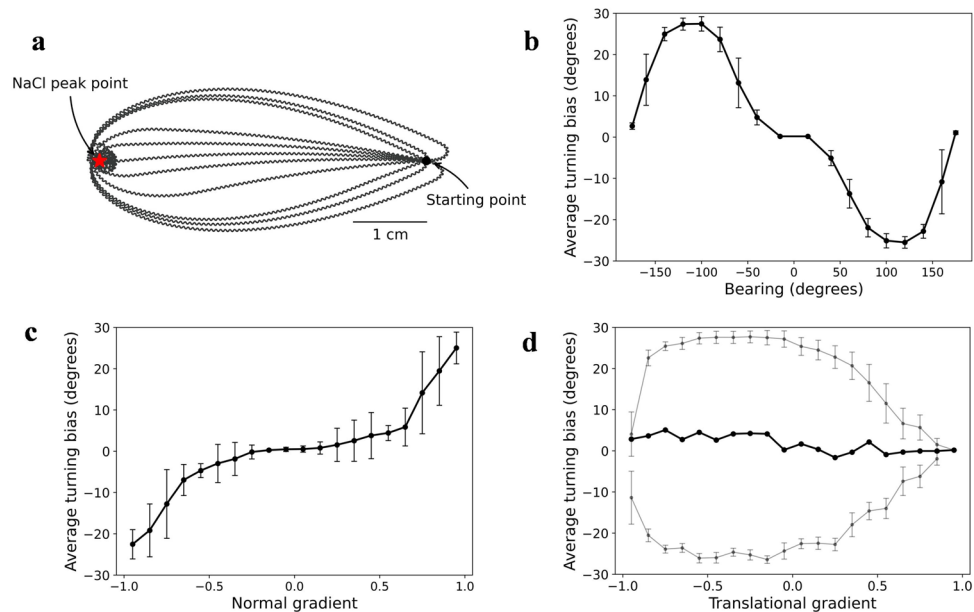 a
NaCl peak point
Starting point
1 cm
b
Average turning bias (degrees)
30
20
10
0
−10
−20
−30
−150 −100 −50 0 50 100 150
Bearing (degrees)
c
Average turning bias (degrees)
30
20
10
0
−10
−20
−30
−1.0 −0.5 0.0 0.5 1.0
Normal gradient
d
Average turning bias (degrees)
30
20
10
0
−10
−20
−30
−1.0 −0.5 0.0 0.5 1.0
Translational gradient